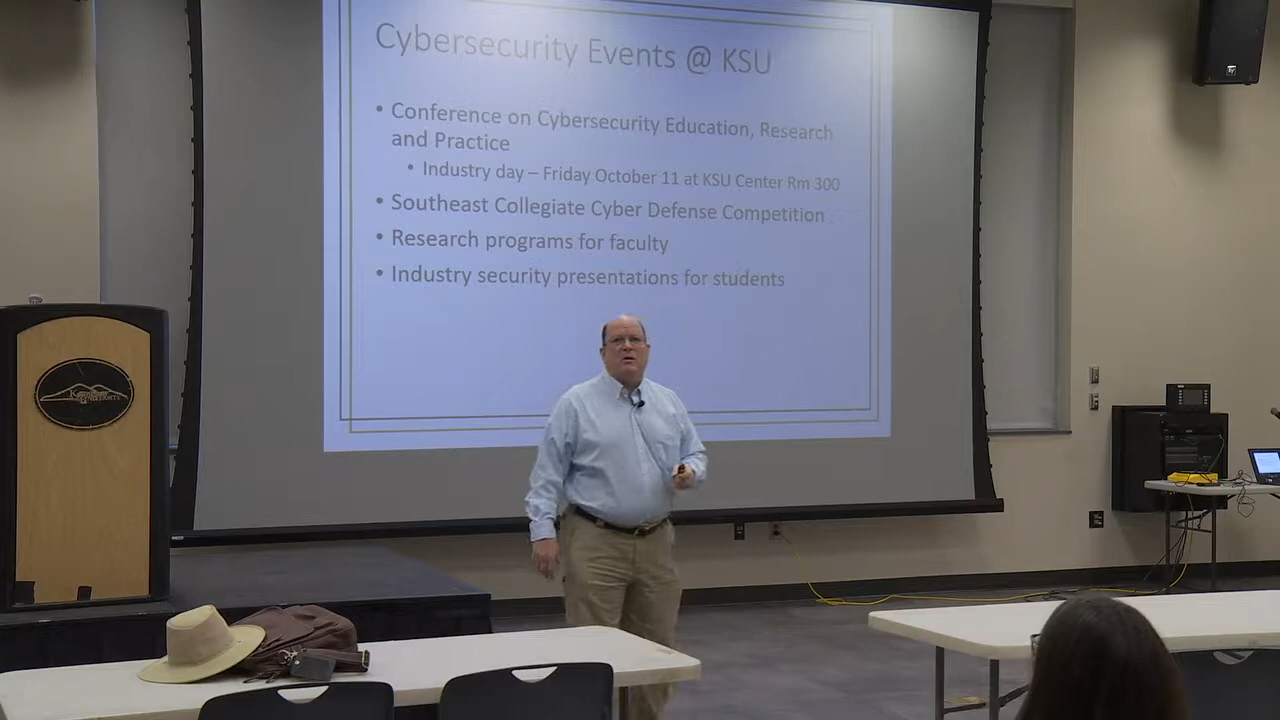 Cybersecurity Events @ KSU
• Conference on Cybersecurity Education, Research
and Practice
• Industry day – Friday October 11 at KSU Center Rm 300
• Southeast Collegiate Cyber Defense Competition
• Research programs for faculty
• Industry security presentations for students